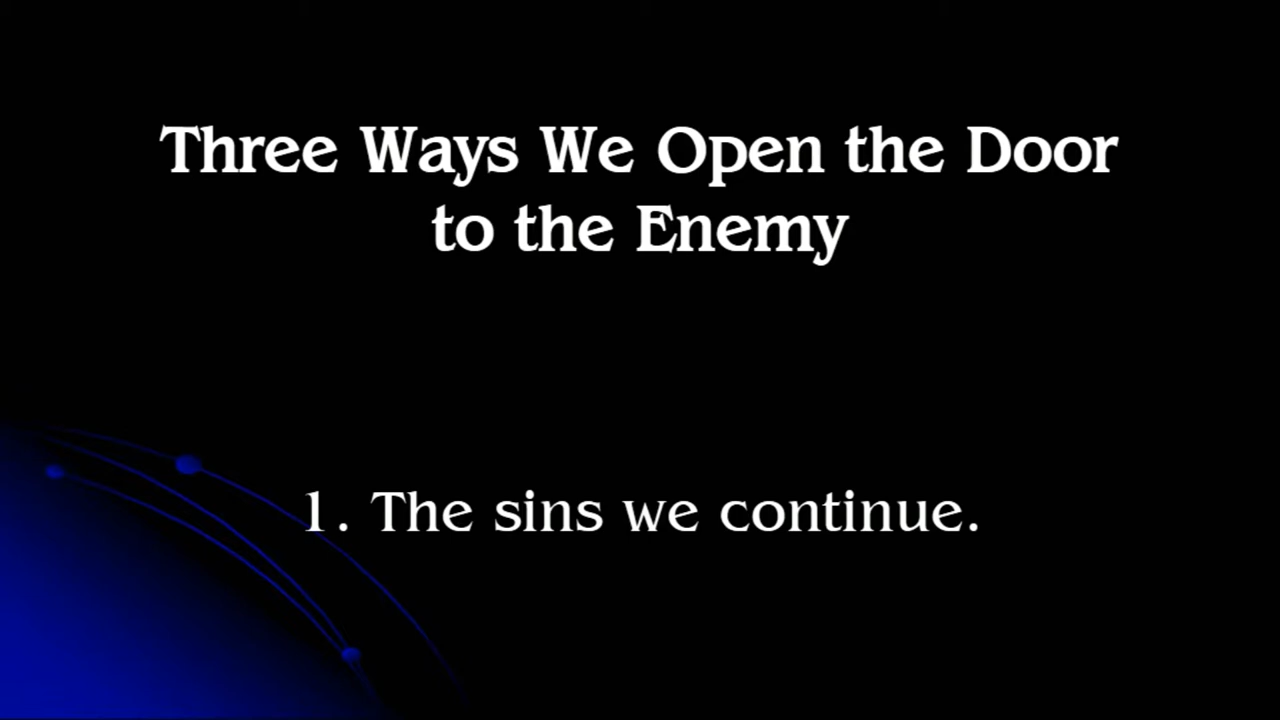 Three Ways We Open the Door
to the Enemy
1. The sins we continue.